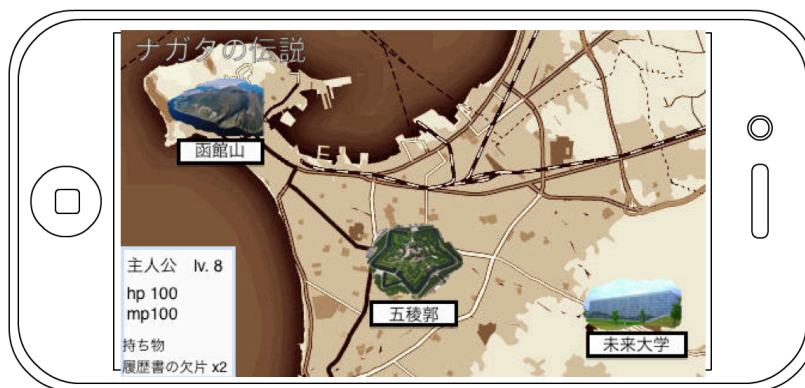 ナガタの伝説
函館山
五稜郭
未来大学
主人公 lv. 8
hp 100
mp100
持ち物
履歴書の欠片 x2